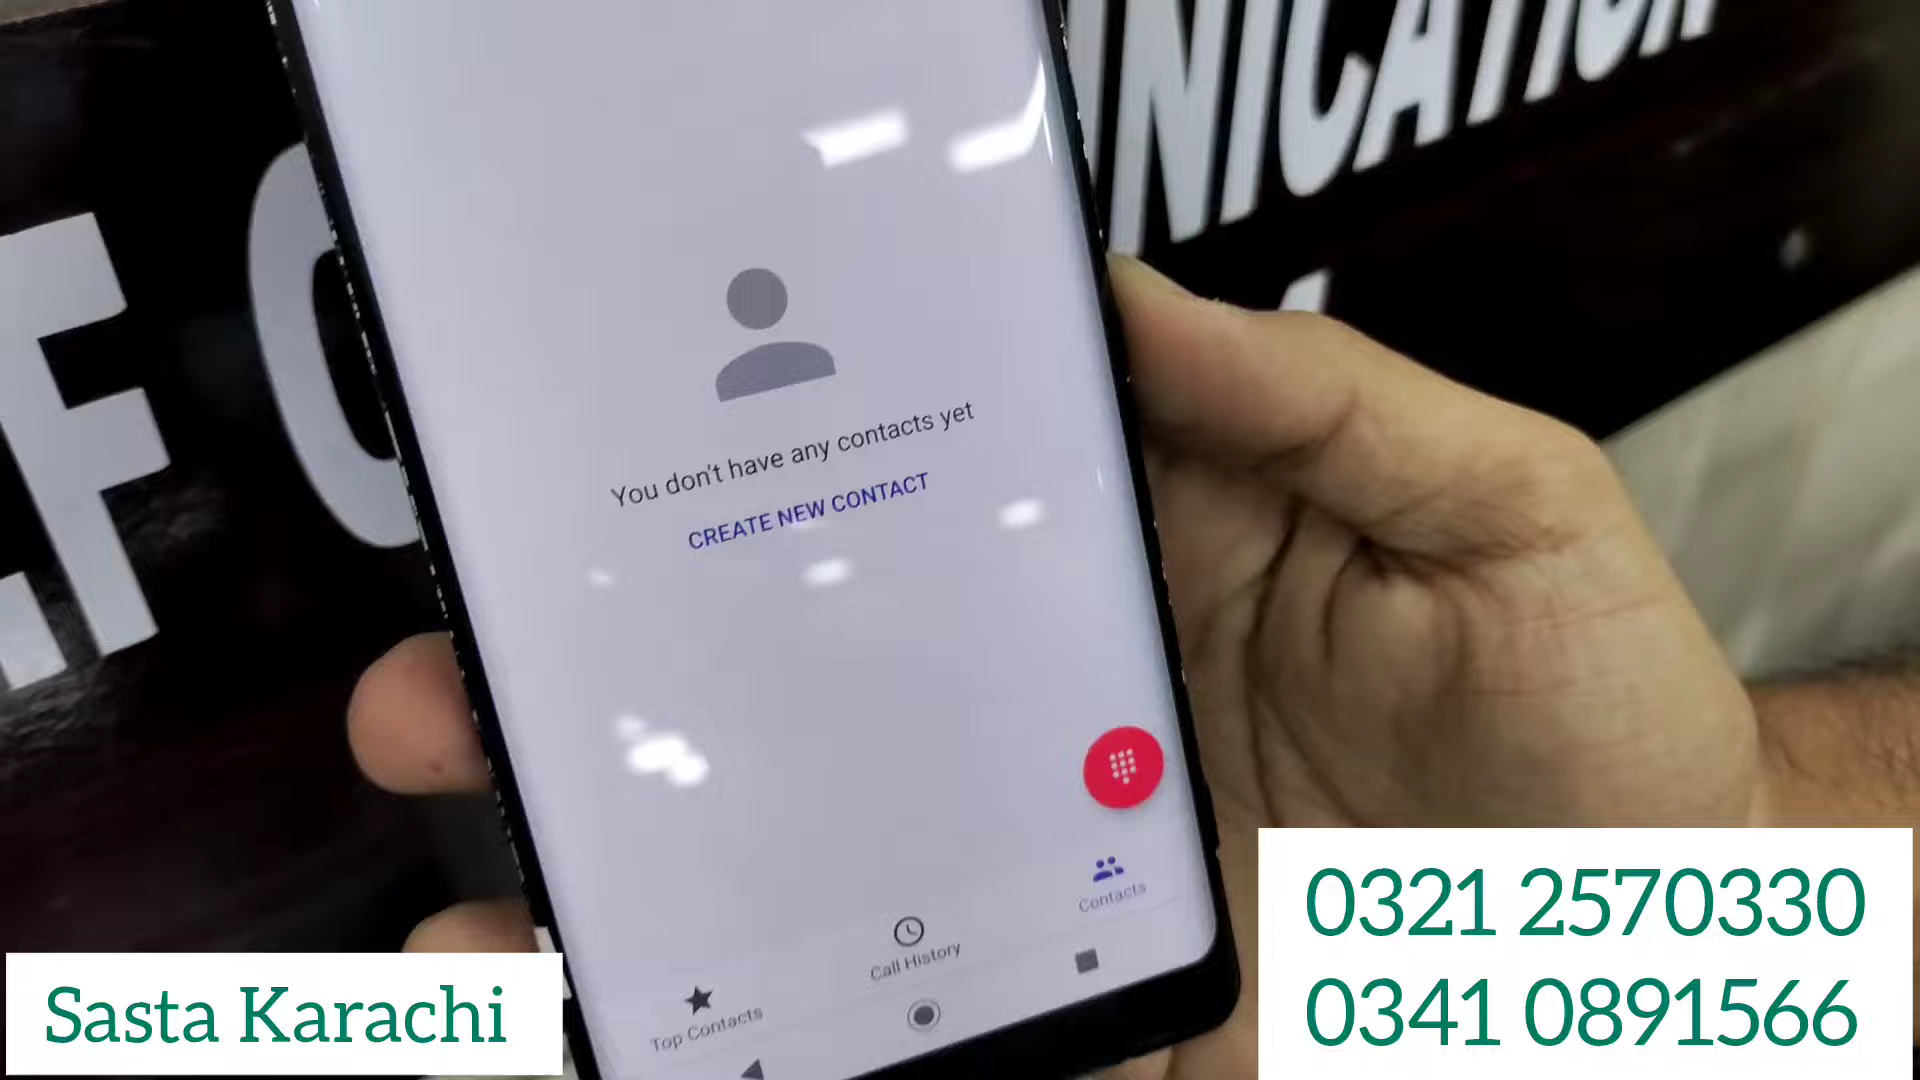 NICATION
F C
You don't have any contacts yet
CREATE NEW CONTACT
Contacts
Call History
Top Contacts
Sasta Karachi
0321 2570330
0341 0891566